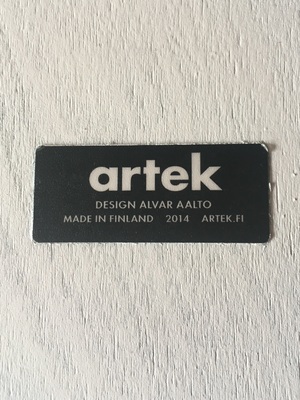 artek
DESIGN ALVAR AALTO
MADE IN FINLAND 2014 ARTEK.FI